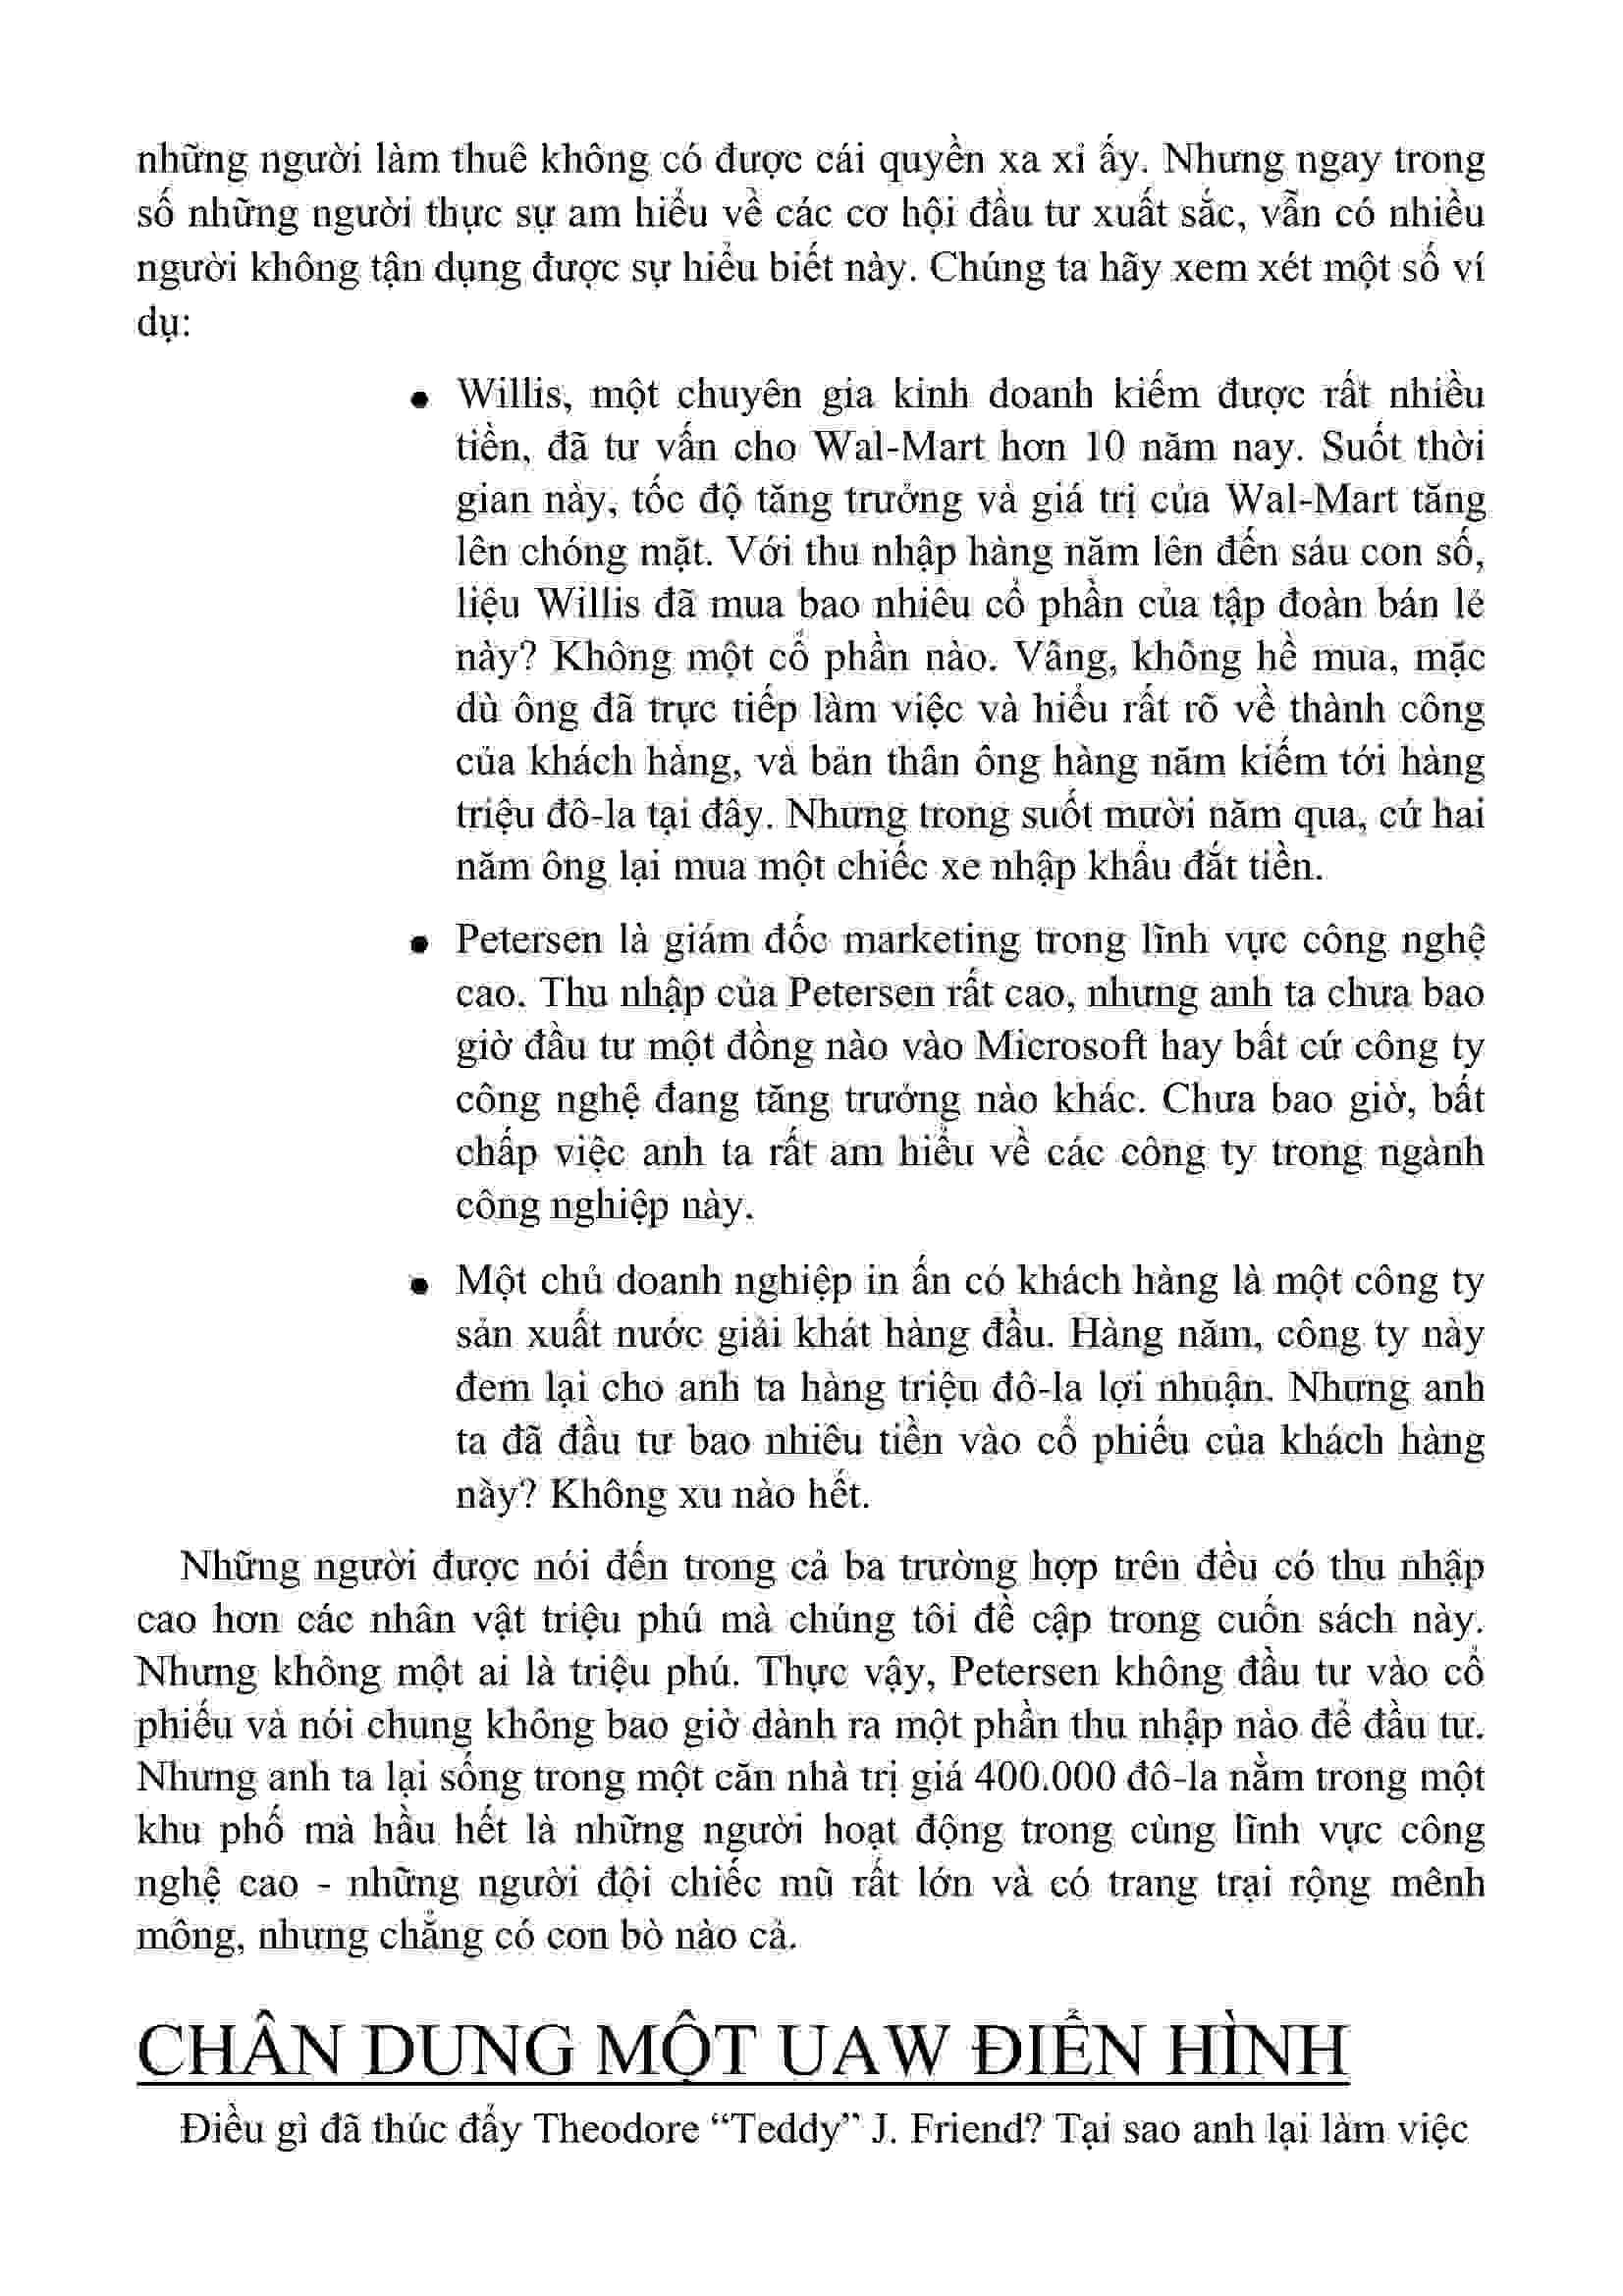 những người làm thuê không có được cái quyền xa xỉ ấy. Nhưng ngay trong
số những người thực sự am hiểu về các cơ hội đầu tư xuất sắc, vẫn có nhiều
người không tận dụng được sự hiểu biết này. Chúng ta hãy xem xét một số ví
dụ:
● Willis, một chuyên gia kinh doanh kiếm được rất nhiều
tiền, đã tư vấn cho Wal-Mart hơn 10 năm nay. Suốt thời
gian này, tốc độ tăng trưởng và giá trị của Wal-Mart tăng
lên chóng mặt. Với thu nhập hàng năm lên đến sáu con số,
liệu Willis đã mua bao nhiêu cổ phần của tập đoàn bán lẻ
này? Không một cổ phần nào. Vâng, không hề mua, mặc
dù ông đã trực tiếp làm việc và hiểu rất rõ về thành công
của khách hàng, và bản thân ông hàng năm kiếm tới hàng
triệu đô-la tại đây. Nhưng trong suốt mười năm qua, cứ hai
năm ông lại mua một chiếc xe nhập khẩu đắt tiền.
● Petersen là giám đốc marketing trong lĩnh vực công nghệ
cao. Thu nhập của Petersen rất cao, nhưng anh ta chưa bao
giờ đầu tư một đồng nào vào Microsoft hay bất cứ công ty
công nghệ đang tăng trưởng nào khác. Chưa bao giờ, bất
chấp việc anh ta rất am hiểu về các công ty trong ngành
công nghiệp này.
● Một chủ doanh nghiệp in ấn có khách hàng là một công ty
sản xuất nước giải khát hàng đầu. Hàng năm, công ty này
đem lại cho anh ta hàng triệu đô-la lợi nhuận. Nhưng anh
ta đã đầu tư bao nhiêu tiền vào cổ phiếu của khách hàng
này? Không xu nào hết.
Những người được nói đến trong cả ba trường hợp trên đều có thu nhập
cao hơn các nhân vật triệu phú mà chúng tôi đề cập trong cuốn sách này.
Nhưng không một ai là triệu phú. Thực vậy, Petersen không đầu tư vào cổ
phiếu và nói chung không bao giờ dành ra một phần thu nhập nào để đầu tư.
Nhưng anh ta lại sống trong một căn nhà trị giá 400.000 đô-la nằm trong một
khu phố mà hầu hết là những người hoạt động trong cùng lĩnh vực công
nghệ cao - những người đội chiếc mũ rất lớn và có trang trại rộng mênh
mông, nhưng chẳng có con bò nào cả.
CHÂN DUNG MỘT UAW ĐIỂN HÌNH
Điều gì đã thúc đẩy Theodore “Teddy” J. Friend? Tại sao anh lại làm việc